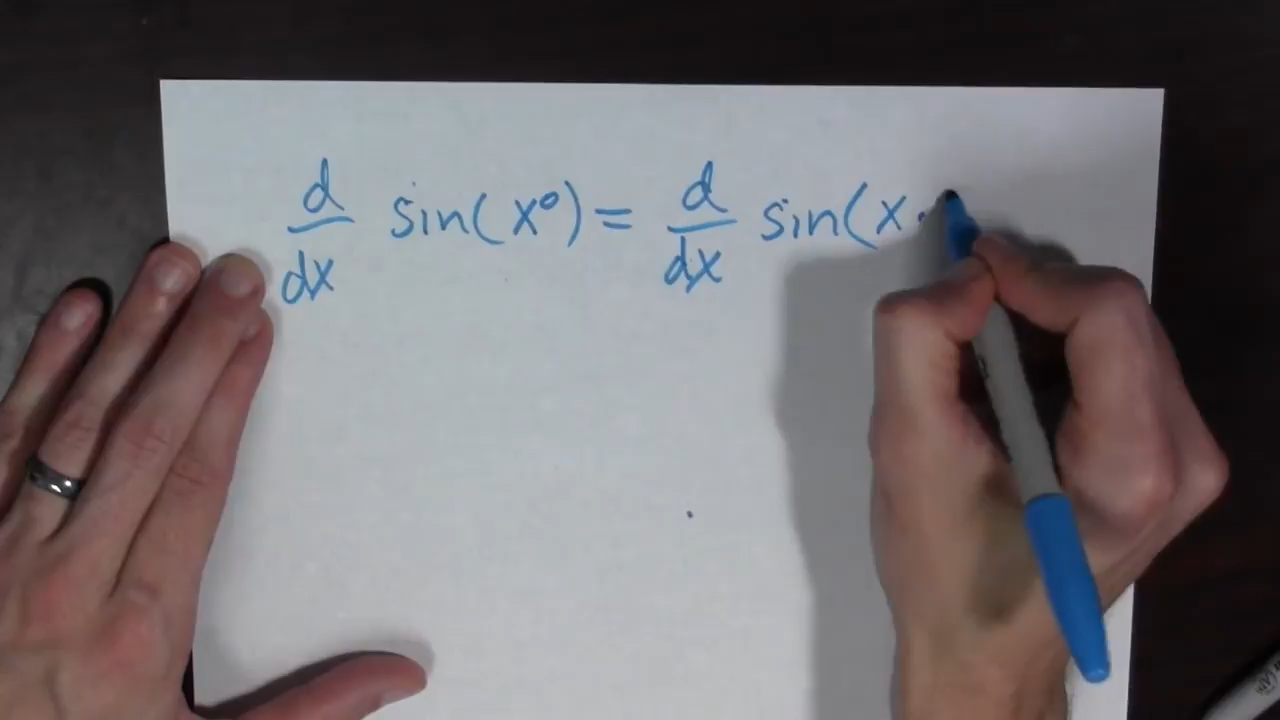 d/dx sin(x°) = d/dx sin(x ·